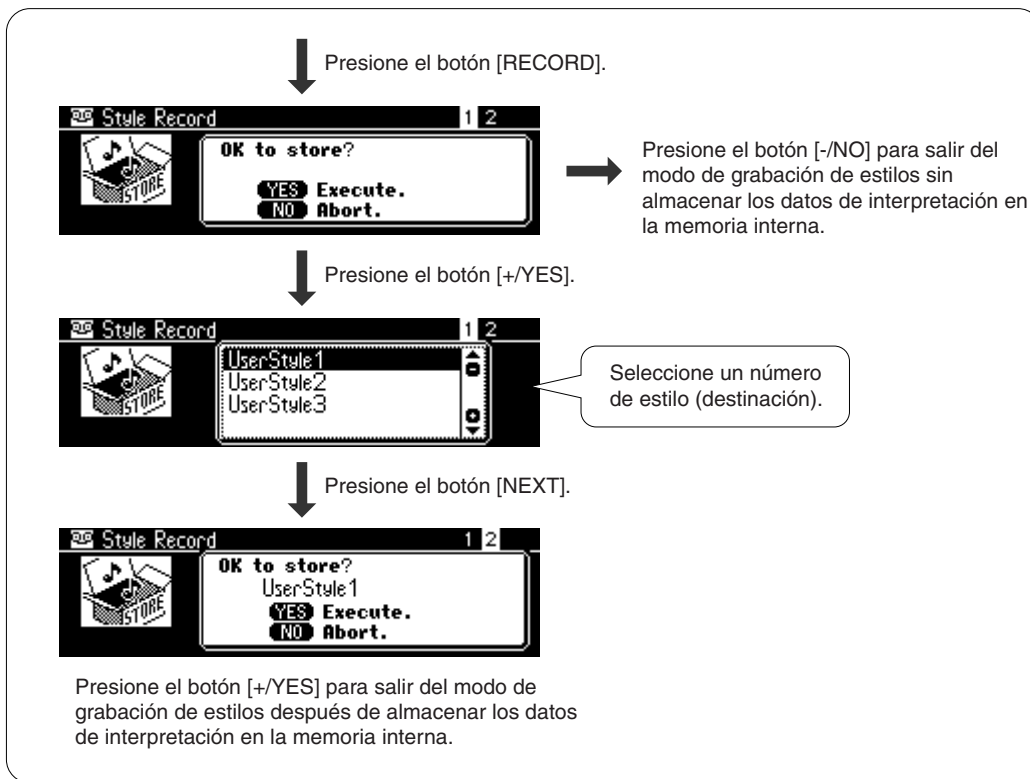 Presione el botón [RECORD].
Style Record 1 2
OK to store?
YES Execute.
NO Abort.
STORE
Presione el botón [-/NO] para salir del
modo de grabación de estilos sin
almacenar los datos de interpretación en
la memoria interna.
Presione el botón [+/YES].
Style Record 1 2
UserStyle1
UserStyle2
UserStyle3
STORE
Seleccione un número
de estilo (destinación).
Presione el botón [NEXT].
Style Record 1 2
OK to store?
UserStyle1
YES Execute.
NO Abort.
STORE
Presione el botón [+/YES] para salir del modo de
grabación de estilos después de almacenar los datos
de interpretación en la memoria interna.